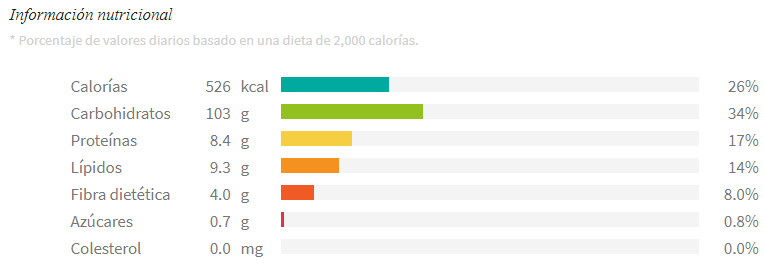 Información nutricional
* Porcentaje de valores diarios basado en una dieta de 2,000 calorías.
Calorías 526 kcal 26%
Carbohidratos 103 g 34%
Proteínas 8.4 g 17%
Lípidos 9.3 g 14%
Fibra dietética 4.0 g 8.0%
Azúcares 0.7 g 0.8%
Colesterol 0.0 mg 0.0%